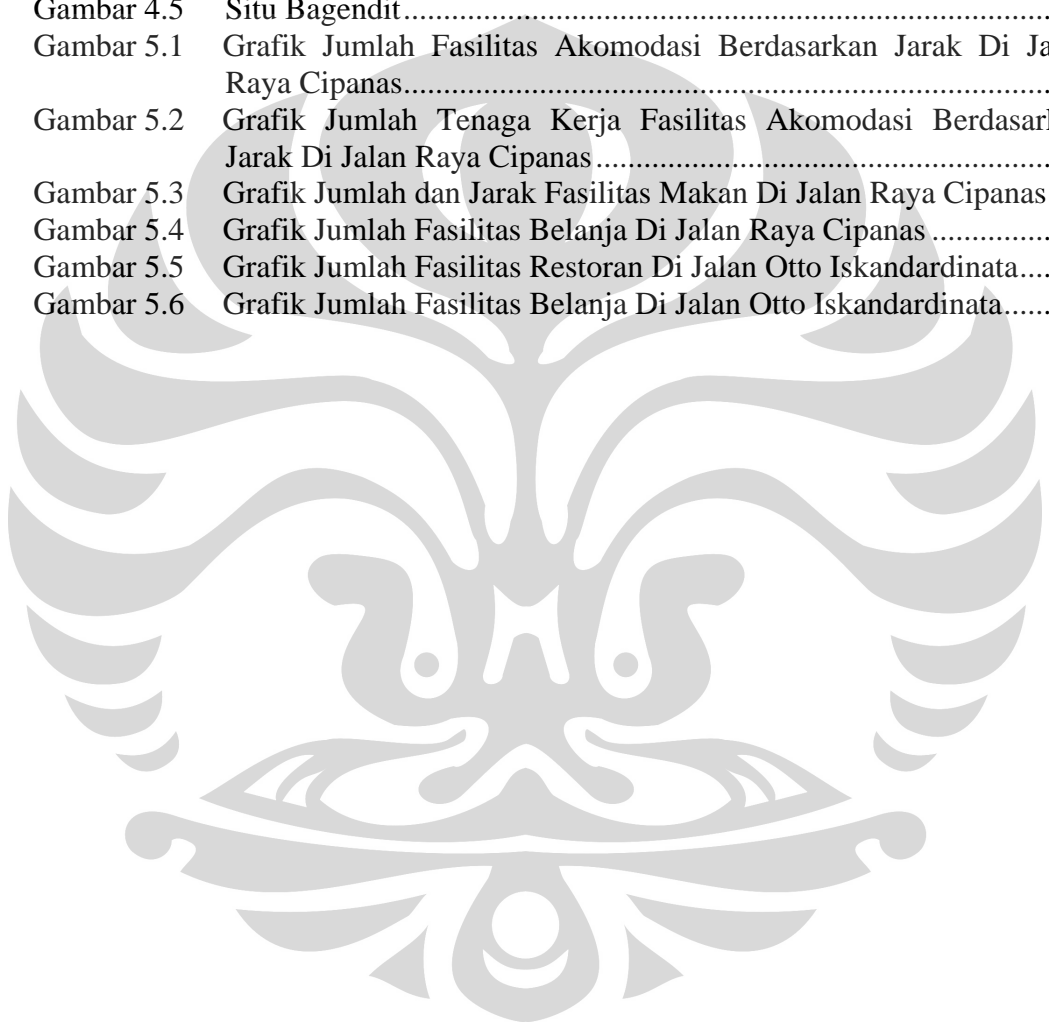 Gambar 4.5 Situ Bagendit
Gambar 5.1 Grafik Jumlah Fasilitas Akomodasi Berdasarkan Jarak Di
Raya Cipanas
Gambar 5.2 Grafik Jumlah Tenaga Kerja Fasilitas Akomodasi
Jarak Di Jalan Raya Cipanas
Gambar 5.3 Grafik Jumlah dan Jarak Fasilitas Makan Di Jalan Raya Cipanas
Gambar 5.4 Grafik Jumlah Fasilitas Belanja Di Jalan Raya Cipanas
Gambar 5.5 Grafik Jumlah Fasilitas Restoran Di Jalan Otto Iskandardinata
Gambar 5.6 Grafik Jumlah Fasilitas Belanja Di Jalan Otto Iskandardinata